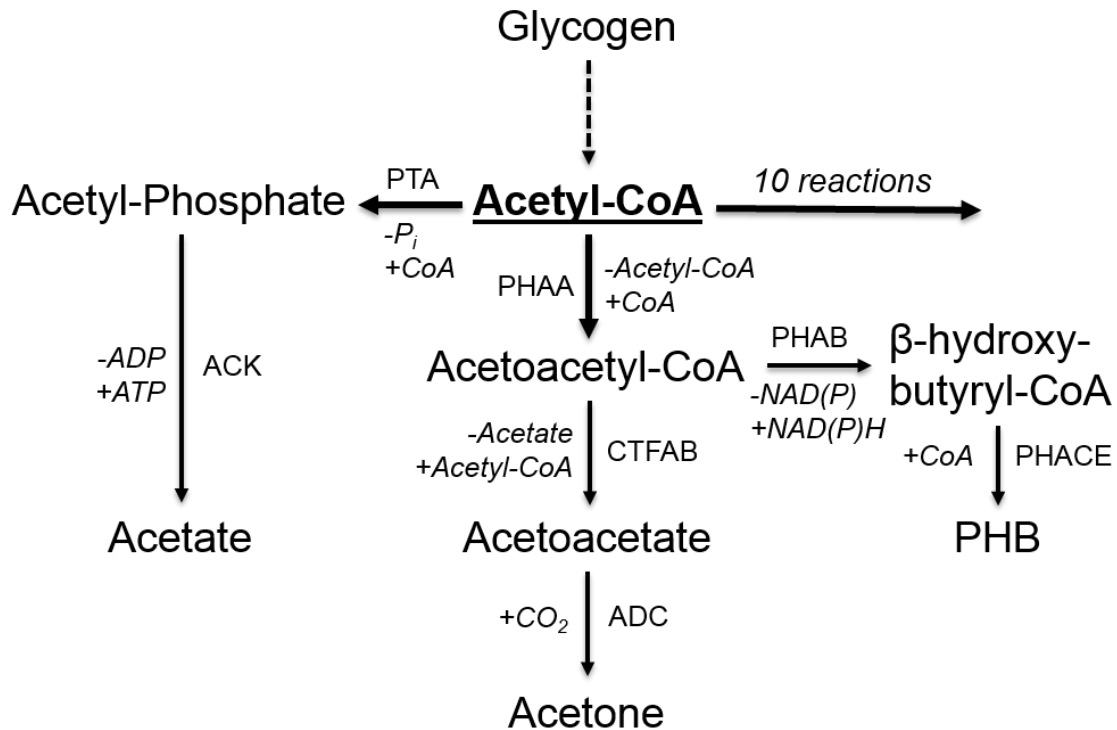 Glycogen
Acetyl-Phosphate
PTA
-Pᵢ
+CoA
Acetyl-CoA
10 reactions
PHAA
-Acetyl-CoA
+CoA
-ADP
+ATP
ACK
Acetoacetyl-CoA
PHAB
-NAD(P)
+NAD(P)H
β-hydroxy-
butyryl-CoA
-Acetate
+Acetyl-CoA
CTFAB
+CoA
PHACE
Acetate
Acetoacetate
PHB
+CO₂
ADC
Acetone